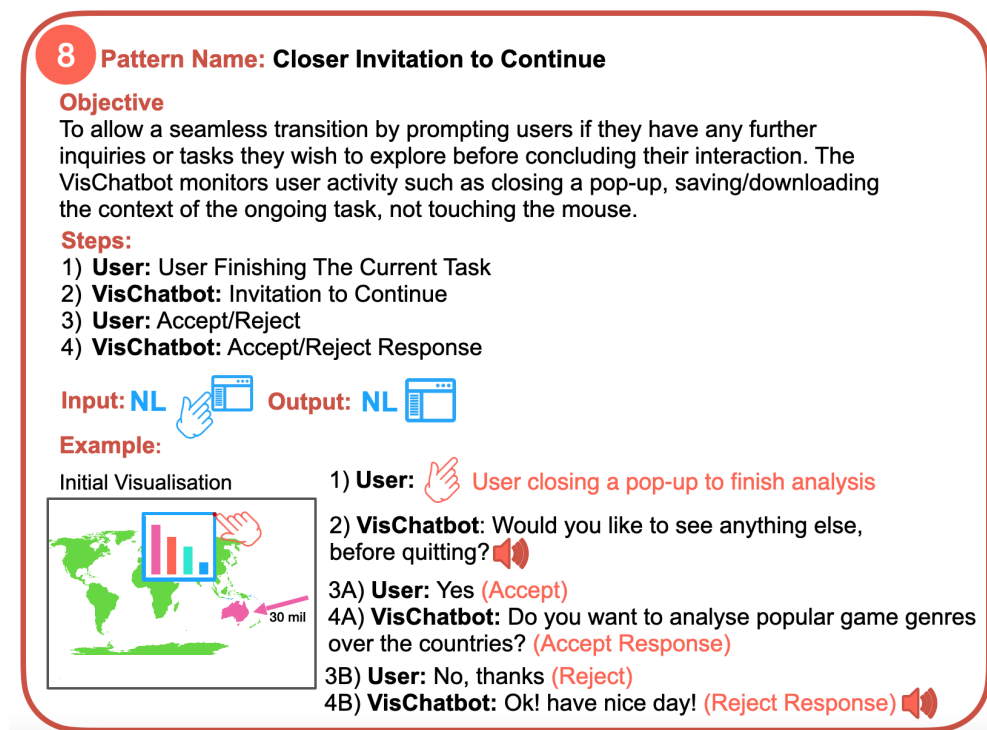 8
Pattern Name: Closer Invitation to Continue
Objective
To allow a seamless transition by prompting users if they have any further
inquiries or tasks they wish to explore before concluding their interaction. The
VisChatbot monitors user activity such as closing a pop-up, saving/downloading
the context of the ongoing task, not touching the mouse.
Steps:
1) User: User Finishing The Current Task
2) VisChatbot: Invitation to Continue
3) User: Accept/Reject
4) VisChatbot: Accept/Reject Response
Input: NL Output: NL
Example:
Initial Visualisation
30 mil
1) User: User closing a pop-up to finish analysis
2) VisChatbot: Would you like to see anything else,
before quitting?
3A) User: Yes (Accept)
4A) VisChatbot: Do you want to analyse popular game genres
over the countries? (Accept Response)
3B) User: No, thanks (Reject)
4B) VisChatbot: Ok! have nice day! (Reject Response)